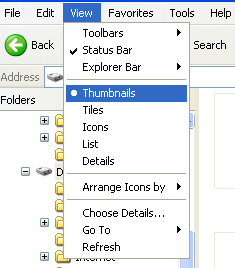 File Edit View Favorites Tools Help
Back
Toolbars
Search
Status Bar
Explorer Bar
Address
Thumbnails
Folders
Tiles
Icons
List
Details
D
Arrange Icons by
Choose Details...
Go To
Refresh
Internet